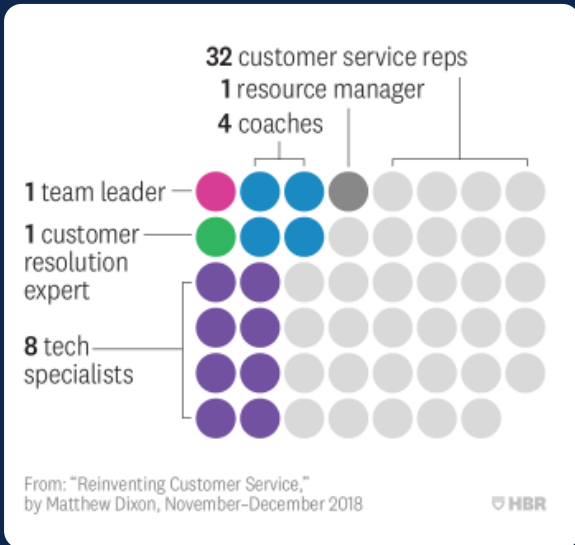 32 customer service reps
1 resource manager
4 coaches
1 team leader
1 customer
resolution
expert
8 tech
specialists
From: “Reinventing Customer Service,”
by Matthew Dixon, November–December 2018
HBR